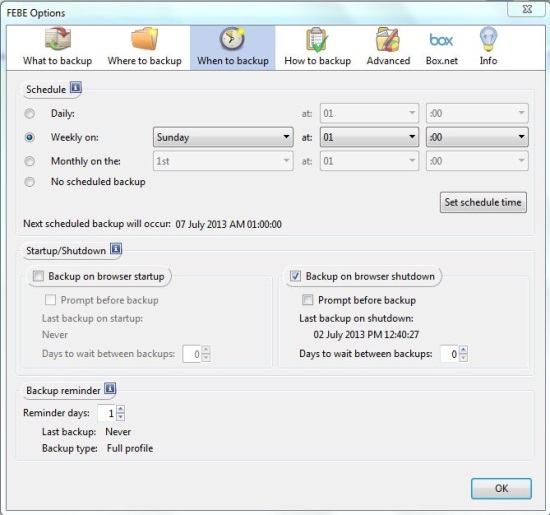 FEBE Options
What to backup Where to backup When to backup How to backup Advanced box Box.net Info
Schedule
Daily: at: 01 :00
Weekly on: Sunday at: 01 :00
Monthly on the: 1st at: 01 :00
No scheduled backup
Set schedule time
Next scheduled backup will occur: 07 July 2013 AM 01:00:00
Startup/Shutdown
Backup on browser startup Backup on browser shutdown
Prompt before backup Prompt before backup
Last backup on startup: Last backup on shutdown:
Never 02 July 2013 PM 12:40:27
Days to wait between backups: 0 Days to wait between backups: 0
Backup reminder
Reminder days: 1
Last backup: Never
Backup type: Full profile
OK